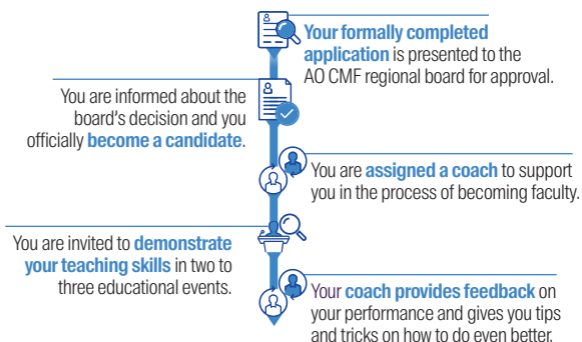 Your formally completed
application is presented to the
AO CMF regional board for approval.
You are informed about the
board's decision and you
officially become a candidate.
You are assigned a coach to support
you in the process of becoming faculty.
You are invited to demonstrate
your teaching skills in two to
three educational events.
Your coach provides feedback on
your performance and gives you tips
and tricks on how to do even better.